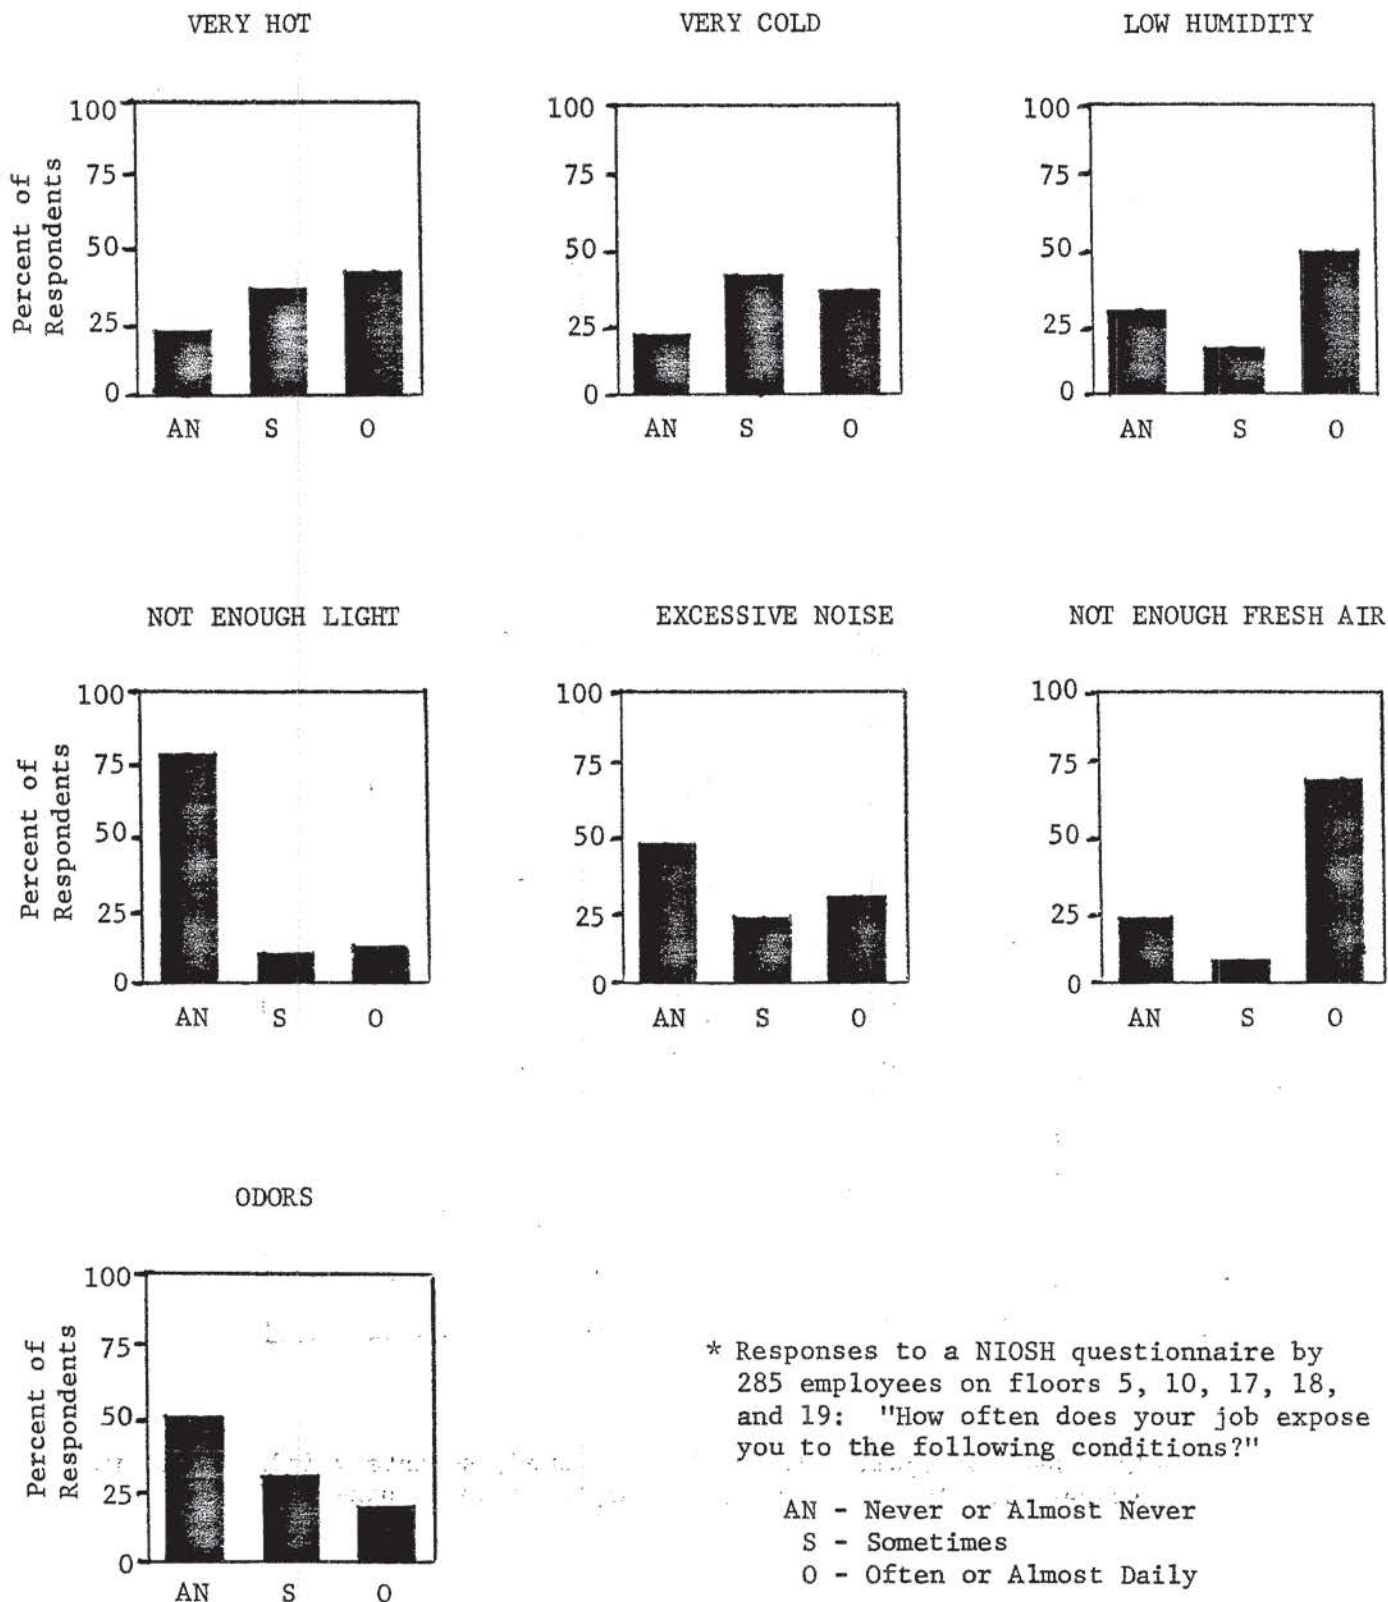 VERY HOT
100
75
50
25
0
Percent of
Respondents
AN S O
VERY COLD
100
75
50
25
0
AN S O
LOW HUMIDITY
100
75
50
25
0
AN S O
NOT ENOUGH LIGHT
100
75
50
25
0
Percent of
Respondents
AN S O
EXCESSIVE NOISE
100
75
50
25
0
AN S O
NOT ENOUGH FRESH AIR
100
75
50
25
0
AN S O
ODORS
100
75
50
25
0
Percent of
Respondents
AN S O
* Responses to a NIOSH questionnaire by
285 employees on floors 5, 10, 17, 18,
and 19: "How often does your job expose
you to the following conditions?"
AN - Never or Almost Never
S - Sometimes
O - Often or Almost Daily